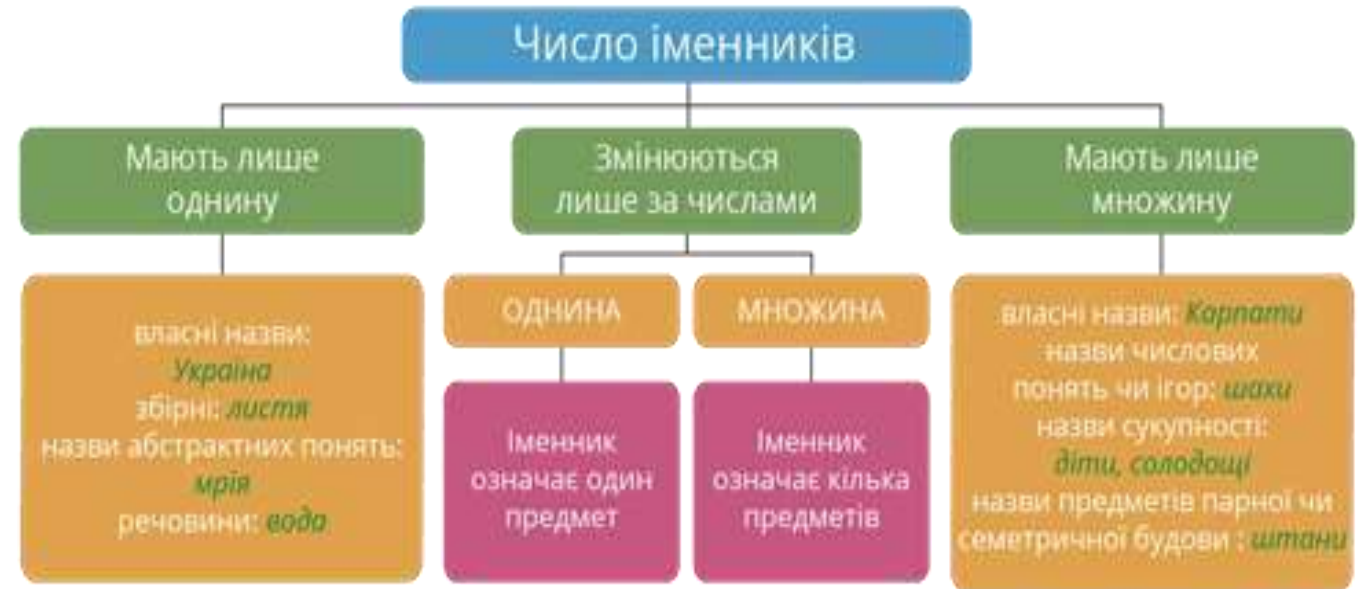 Число іменників
Мають лише
однину
Змінюються
лише за числами
Мають лише
множину
власні назви:
Україна
збірні: листя
назви абстрактних понять:
мрія
речовини: вода
ОДНИНА
МНОЖИНА
Іменник
означає один
предмет
Іменник
означає кілька
предметів
власні назви: Карпати
назви числових
понять чи ігор: шахи
назви сукупності:
діти, солодощі
назви предметів парної чи
семетричної будови : штани